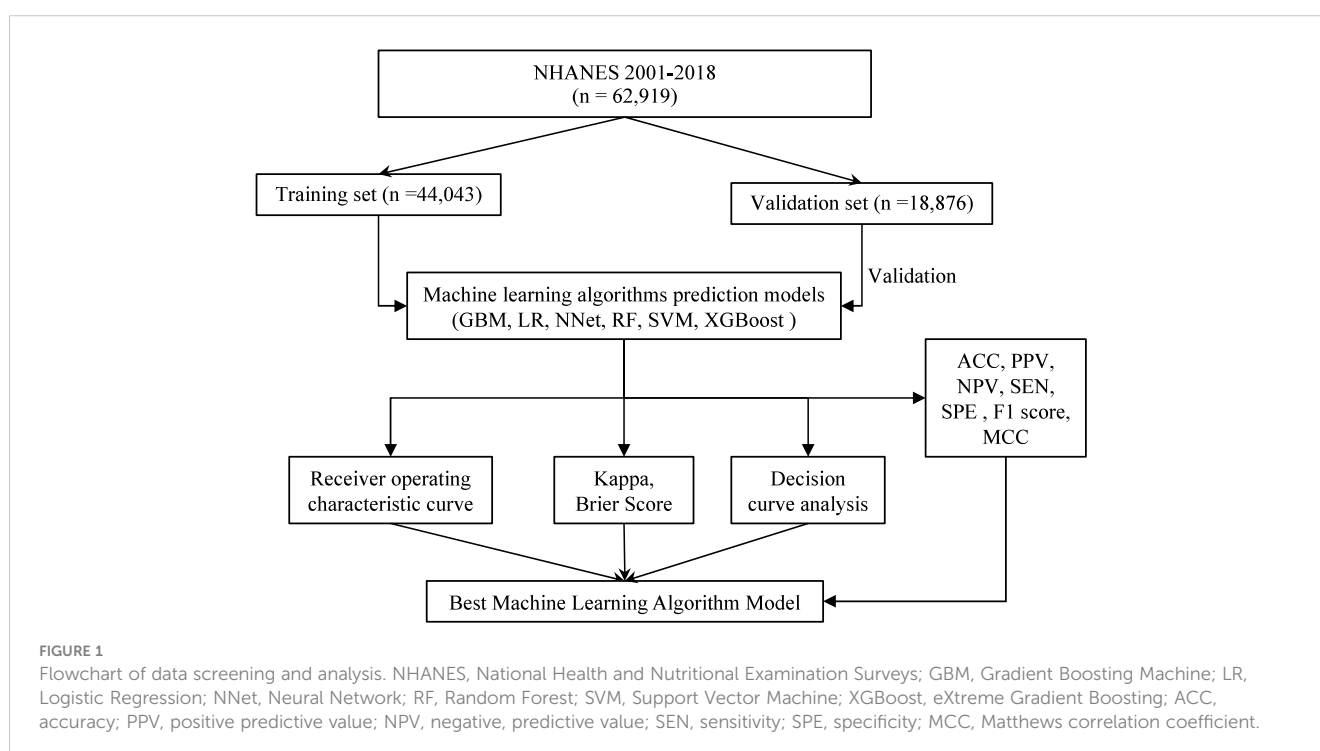 NHANES 2001-2018
(n = 62,919)
Training set (n =44,043)
Validation set (n =18,876)
Validation
Machine learning algorithms prediction models
(GBM, LR, NNet, RF, SVM, XGBoost )
ACC, PPV,
NPV, SEN,
SPE , F1 score,
MCC
Receiver operating
characteristic curve
Kappa,
Brier Score
Decision
curve analysis
Best Machine Learning Algorithm Model
FIGURE 1
Flowchart of data screening and analysis. NHANES, National Health and Nutritional Examination Surveys; GBM, Gradient Boosting Machine; LR,
Logistic Regression; NNet, Neural Network; RF, Random Forest; SVM, Support Vector Machine; XGBoost, eXtreme Gradient Boosting; ACC,
accuracy; PPV, positive predictive value; NPV, negative, predictive value; SEN, sensitivity; SPE, specificity; MCC, Matthews correlation coefficient.